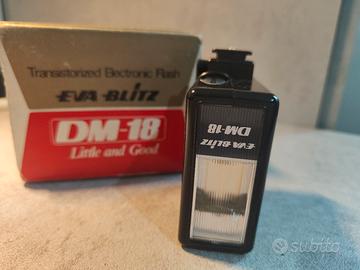 Transistorized Electronic Flash
EVA-BLITZ
DM-18
Little and Good
EVA-BLITZ
DM-18
subito